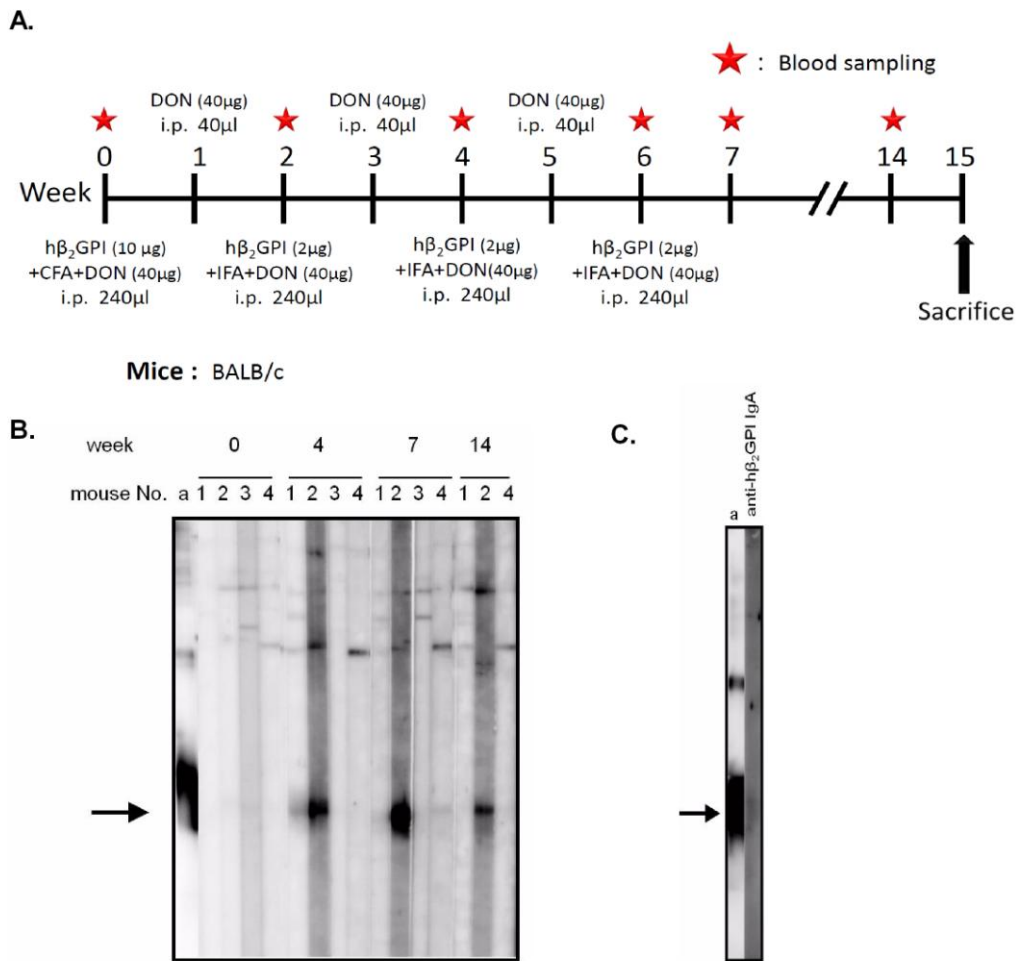 A.
★ : Blood sampling
DON (40µg) DON (40µg) DON (40µg)
i.p. 40µl i.p. 40µl i.p. 40µl
0 1 2 3 4 5 6 7 14 15
Week
hβ₂GPI (10 µg) hβ₂GPI (2µg) hβ₂GPI (2µg) hβ₂GPI (2µg)
+CFA+DON (40µg) +IFA+DON (40µg) +IFA+DON(40µg) +IFA+DON (40µg)
i.p. 240µl i.p. 240µl i.p. 240µl i.p. 240µl
Sacrifice
Mice : BALB/c
B.
week 0 4 7 14
mouse No. a 1 2 3 4 1 2 3 4 1 2 3 4 1 2 4
C.
a
anti-hβ₂GPI IgA